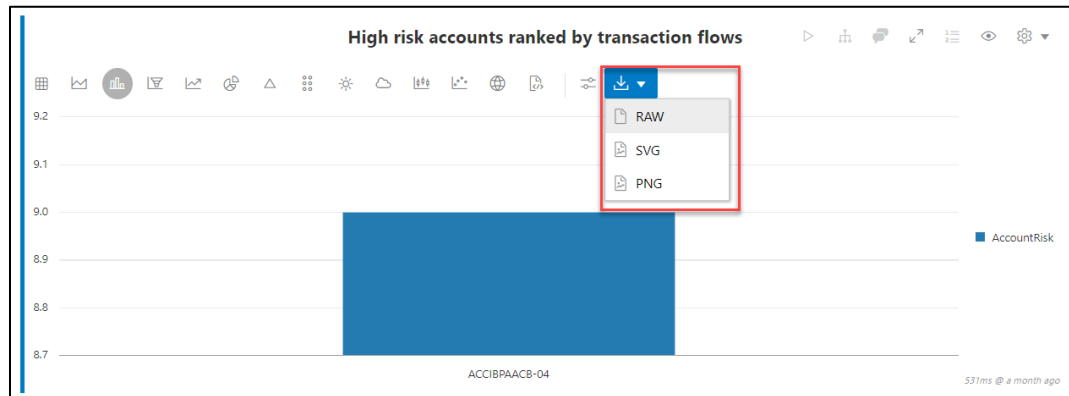 High risk accounts ranked by transaction flows
RAW
SVG
PNG
9.2
9.1
9.0
8.9
8.8
8.7
AccountRisk
ACCIBPAACB-04
531ms @ a month ago